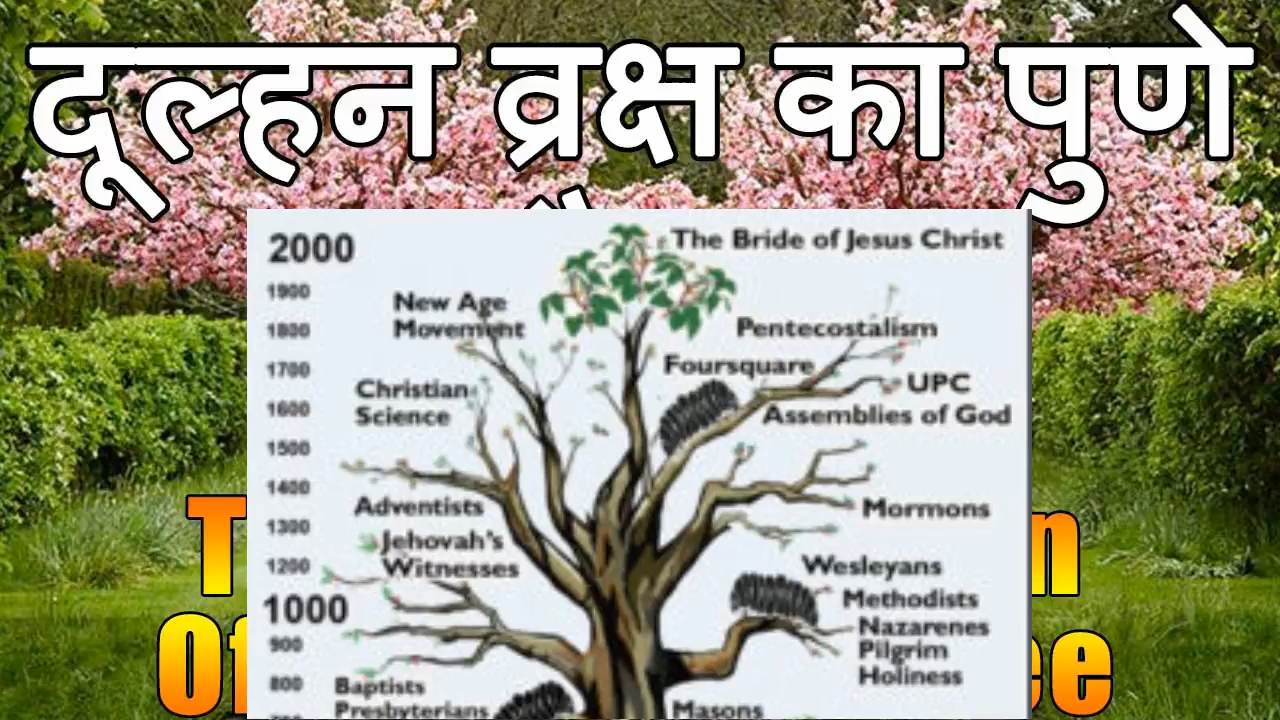 दूल्हन व्रक्ष का पुणे
2000
The Bride of Jesus Christ
1900
New Age
Movement
1800
Pentecostalism
1700
Foursquare
Christian
Science
UPC
1600
Assemblies of God
1500
1400
Adventists
Mormons
1300
Jehovah's
Witnesses
1200
Wesleyans
1000
Methodists
Nazarenes
Pilgrim
Holiness
900
800
Baptists
Presbyterians
Masons